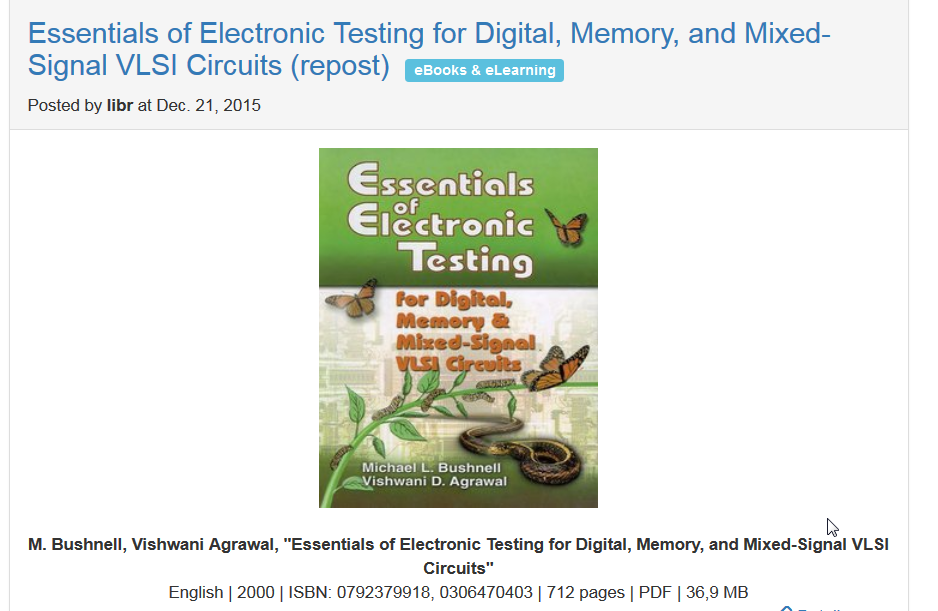 Essentials of Electronic Testing for Digital, Memory, and Mixed-
Signal VLSI Circuits (repost) eBooks & eLearning
Posted by libr at Dec. 21, 2015
Essentials
of
Electronic
Testing
for Digital,
Memory &
Mixed-Signal
VLSI Circuits
Michael L. Bushnell
Vishwani D. Agrawal
M. Bushnell, Vishwani Agrawal, "Essentials of Electronic Testing for Digital, Memory, and Mixed-Signal VLSI
Circuits"
English | 2000 | ISBN: 0792379918, 0306470403 | 712 pages | PDF | 36,9 MB